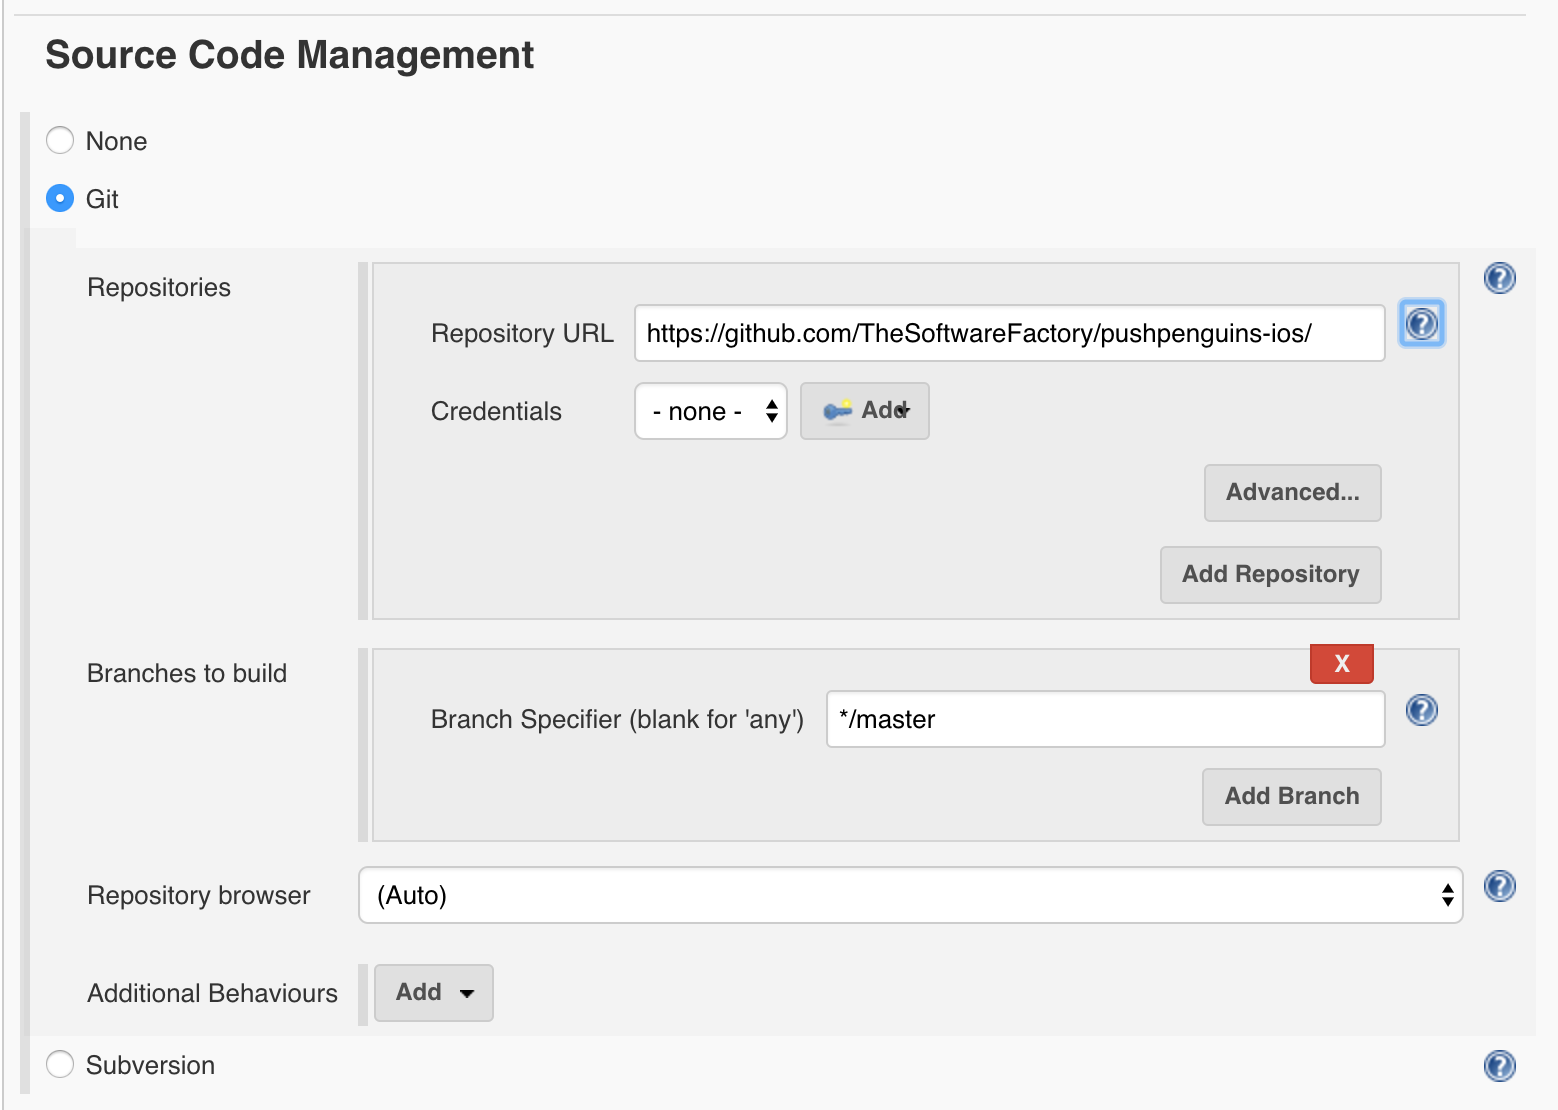 Source Code Management
None
Git
Repositories
Repository URL https://github.com/TheSoftwareFactory/pushpenguins-ios/
Credentials - none - Add
Advanced...
Add Repository
Branches to build
X
Branch Specifier (blank for 'any') */master
Add Branch
Repository browser (Auto)
Additional Behaviours Add
Subversion